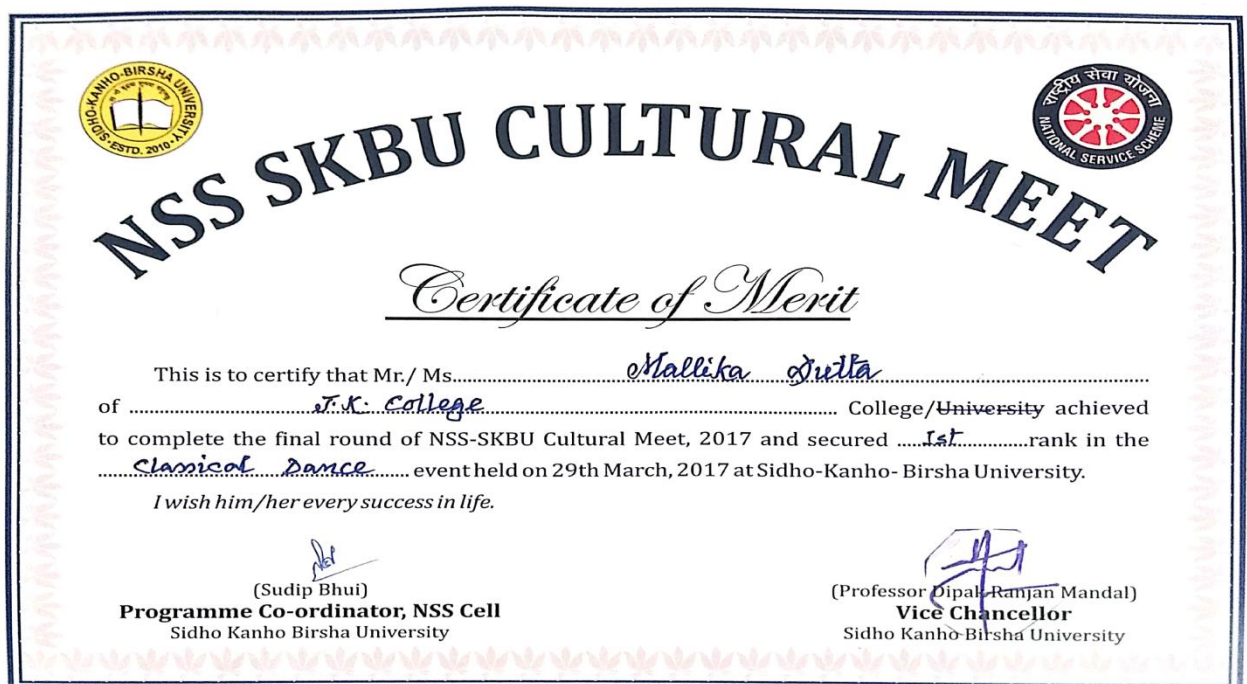 SIDHO-KANHO-BIRSHA UNIVERSITY
ESTD. 2010
राष्ट्रीय सेवा योजना
NATIONAL SERVICE SCHEME
NSS SKBU CULTURAL MEET
Certificate of Merit
This is to certify that Mr./ Ms. Mallika Dutta
of J.K. College College/University achieved
to complete the final round of NSS-SKBU Cultural Meet, 2017 and secured Ist rank in the
Classical Dance event held on 29th March, 2017 at Sidho-Kanho- Birsha University.
I wish him/her every success in life.
(Sudip Bhui)
Programme Co-ordinator, NSS Cell
Sidho Kanho Birsha University
(Professor Dipak Ranjan Mandal)
Vice Chancellor
Sidho Kanho Birsha University